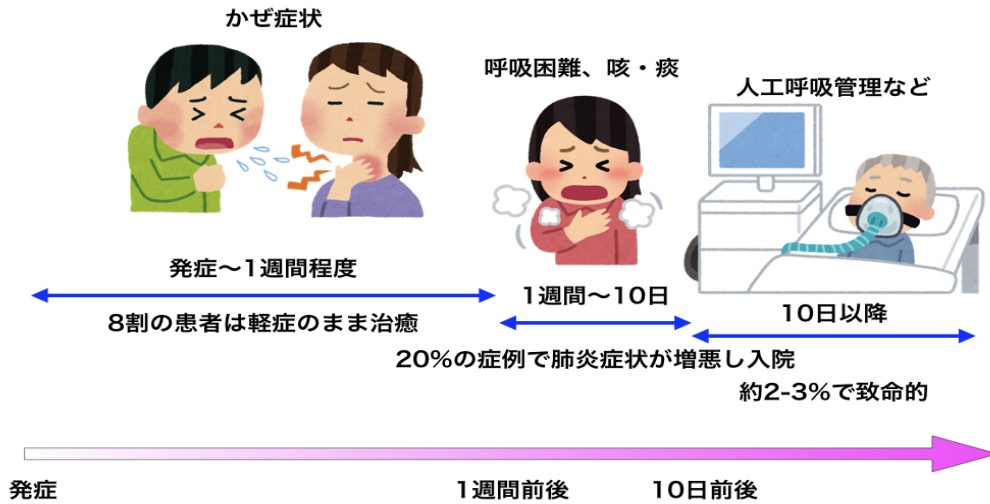 かぜ症状
呼吸困難、咳・痰
人工呼吸管理など
発症〜1週間程度
8割の患者は軽症のまま治癒
1週間〜10日
20%の症例で肺炎症状が増悪し入院
10日以降
約2-3%で致命的
発症
1週間前後
10日前後